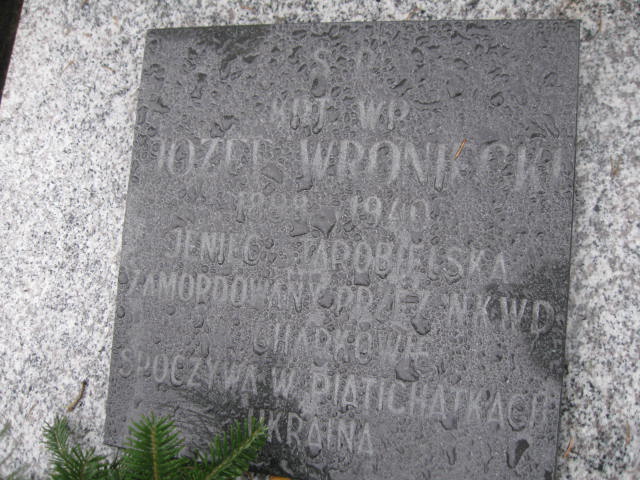 Ś P
KPT WP
JÓZEF WRONIECKI
1898 1940
JENIEC STAROBIELSKA
ZAMORDOWANY PRZEZ NKWD
CHARKOWIE
SPOCZYWA W PIATICHATKACH
UKRAINA